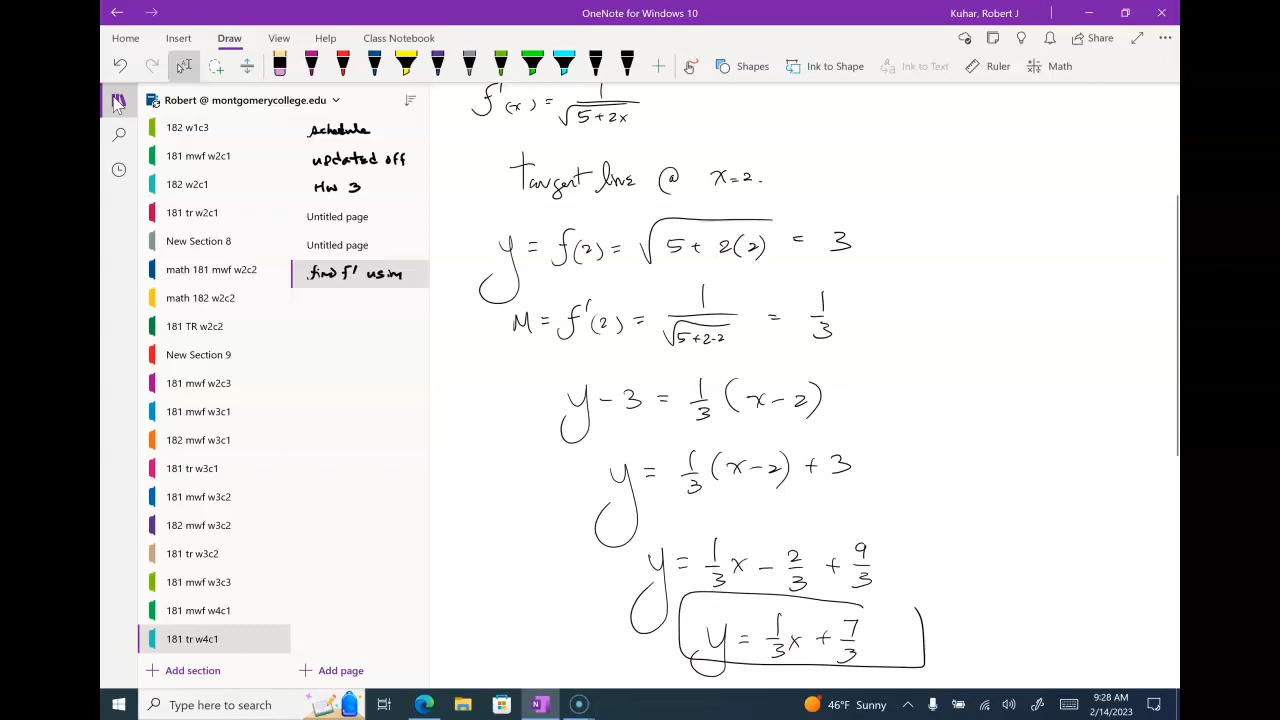 OneNote for Windows 10
Kuhar, Robert J
Home Insert Draw View Help Class Notebook
Share
Shapes Ink to Shape Ink to Text Ruler Math
Robert @ montgomerycollege.edu
182 w1c3
181 mwf w2c1
182 w2c1
181 tr w2c1
New Section 8
math 181 mwf w2c2
math 182 w2c2
181 TR w2c2
New Section 9
181 mwf w2c3
181 mwf w3c1
182 mwf w3c1
181 tr w3c1
181 mwf w3c2
182 mwf w3c2
181 tr w3c2
181 mwf w3c3
181 mwf w4c1
181 tr w4c1
Add section
schedule
updated off
Hw 3
Untitled page
Untitled page
find f' using
Add page
f'(x) = 1/√(5+2x)
tangent line @ x=2.
y = f(2) = √(5+2(2)) = 3
M = f'(2) = 1/√(5+2·2) = 1/3
y - 3 = 1/3 (x-2)
y = 1/3 (x-2) + 3
y = 1/3 x - 2/3 + 9/3
y = 1/3 x + 7/3
Type here to search
46°F Sunny
9:28 AM
2/14/2023